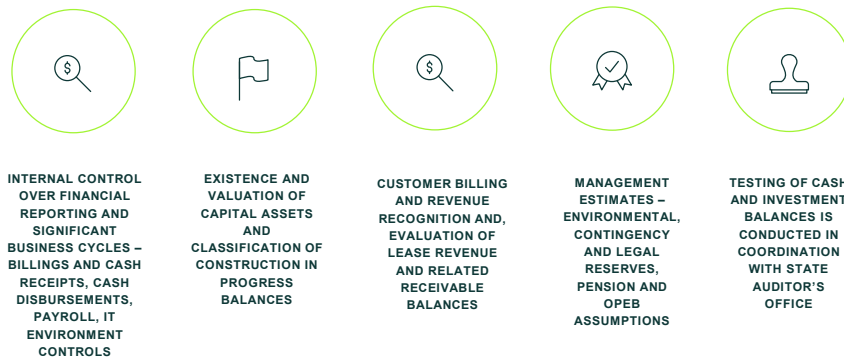 $
$
INTERNAL CONTROL
OVER FINANCIAL
REPORTING AND
SIGNIFICANT
BUSINESS CYCLES –
BILLINGS AND CASH
RECEIPTS, CASH
DISBURSEMENTS,
PAYROLL, IT
ENVIRONMENT
CONTROLS
EXISTENCE AND
VALUATION OF
CAPITAL ASSETS
AND
CLASSIFICATION OF
CONSTRUCTION IN
PROGRESS
BALANCES
CUSTOMER BILLING
AND REVENUE
RECOGNITION AND,
EVALUATION OF
LEASE REVENUE
AND RELATED
RECEIVABLE
BALANCES
MANAGEMENT
ESTIMATES –
ENVIRONMENTAL,
CONTINGENCY
AND LEGAL
RESERVES,
PENSION AND
OPEB
ASSUMPTIONS
TESTING OF CASH
AND INVESTMENT
BALANCES IS
CONDUCTED IN
COORDINATION
WITH STATE
AUDITOR'S
OFFICE